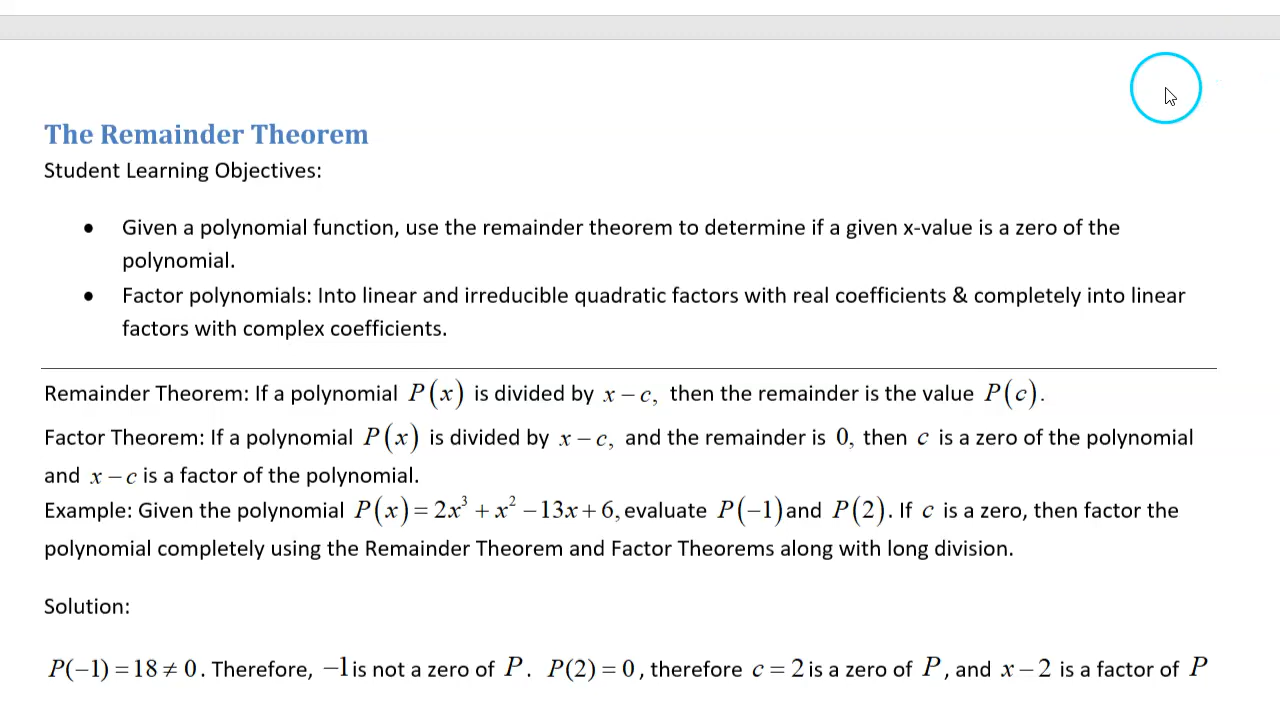 The Remainder Theorem
Student Learning Objectives:
• Given a polynomial function, use the remainder theorem to determine if a given x-value is a zero of the
polynomial.
• Factor polynomials: Into linear and irreducible quadratic factors with real coefficients & completely into linear
factors with complex coefficients.
Remainder Theorem: If a polynomial P(x) is divided by x − c, then the remainder is the value P(c).
Factor Theorem: If a polynomial P(x) is divided by x − c, and the remainder is 0, then c is a zero of the polynomial
and x − c is a factor of the polynomial.
Example: Given the polynomial P(x) = 2x³ + x² − 13x + 6, evaluate P(−1) and P(2). If c is a zero, then factor the
polynomial completely using the Remainder Theorem and Factor Theorems along with long division.
Solution:
P(−1) = 18 ≠ 0. Therefore, −1 is not a zero of P. P(2) = 0, therefore c = 2 is a zero of P, and x − 2 is a factor of P